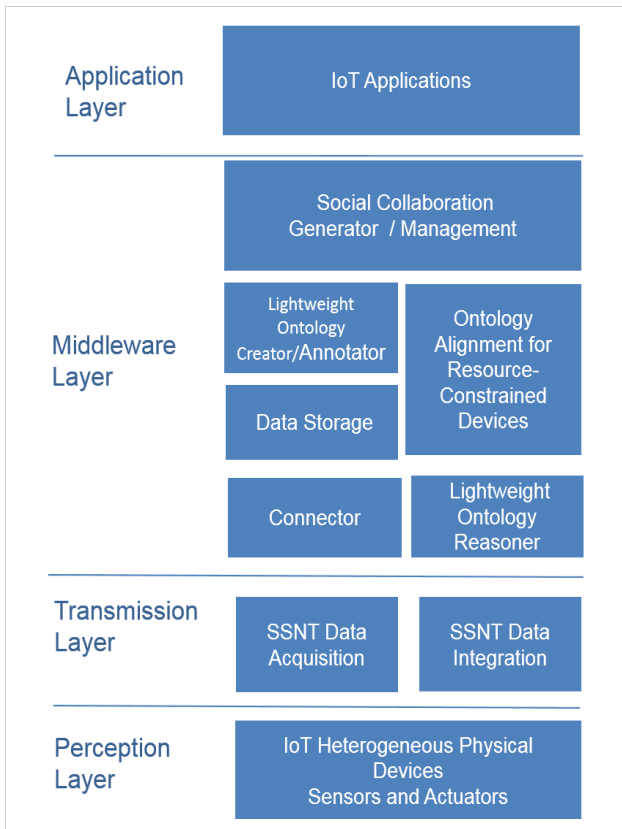 Application
Layer
IoT Applications
Social Collaboration
Generator / Management
Middleware
Layer
Lightweight
Ontology
Creator/Annotator
Ontology
Alignment for
Resource-
Constrained
Devices
Data Storage
Connector
Lightweight
Ontology
Reasoner
Transmission
Layer
SSNT Data
Acquisition
SSNT Data
Integration
Perception
Layer
IoT Heterogeneous Physical
Devices
Sensors and Actuators